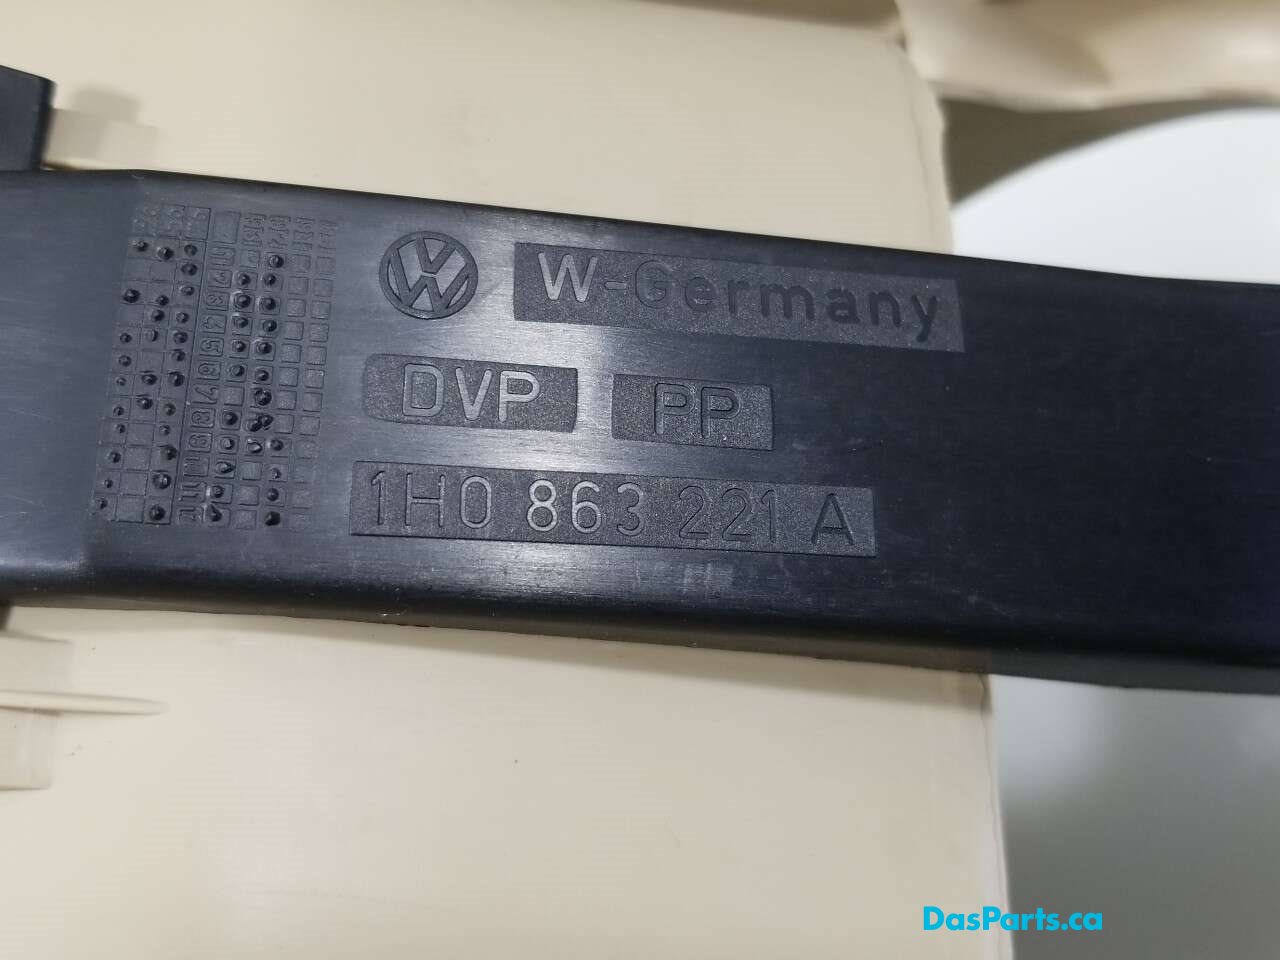 W-Germany
DVP PP
1H0 863 221 A
DasParts.ca